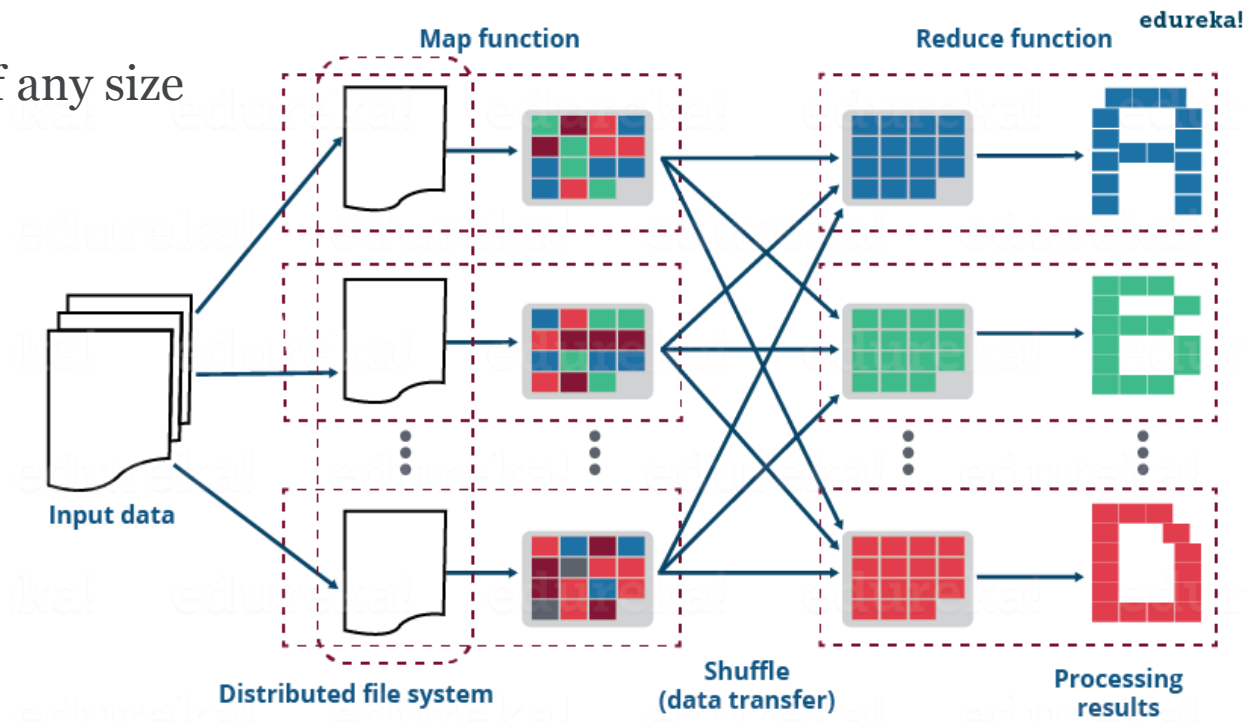 edureka!
Map function
Reduce function
f any size
Input data
Distributed file system
Shuffle
(data transfer)
Processing
results